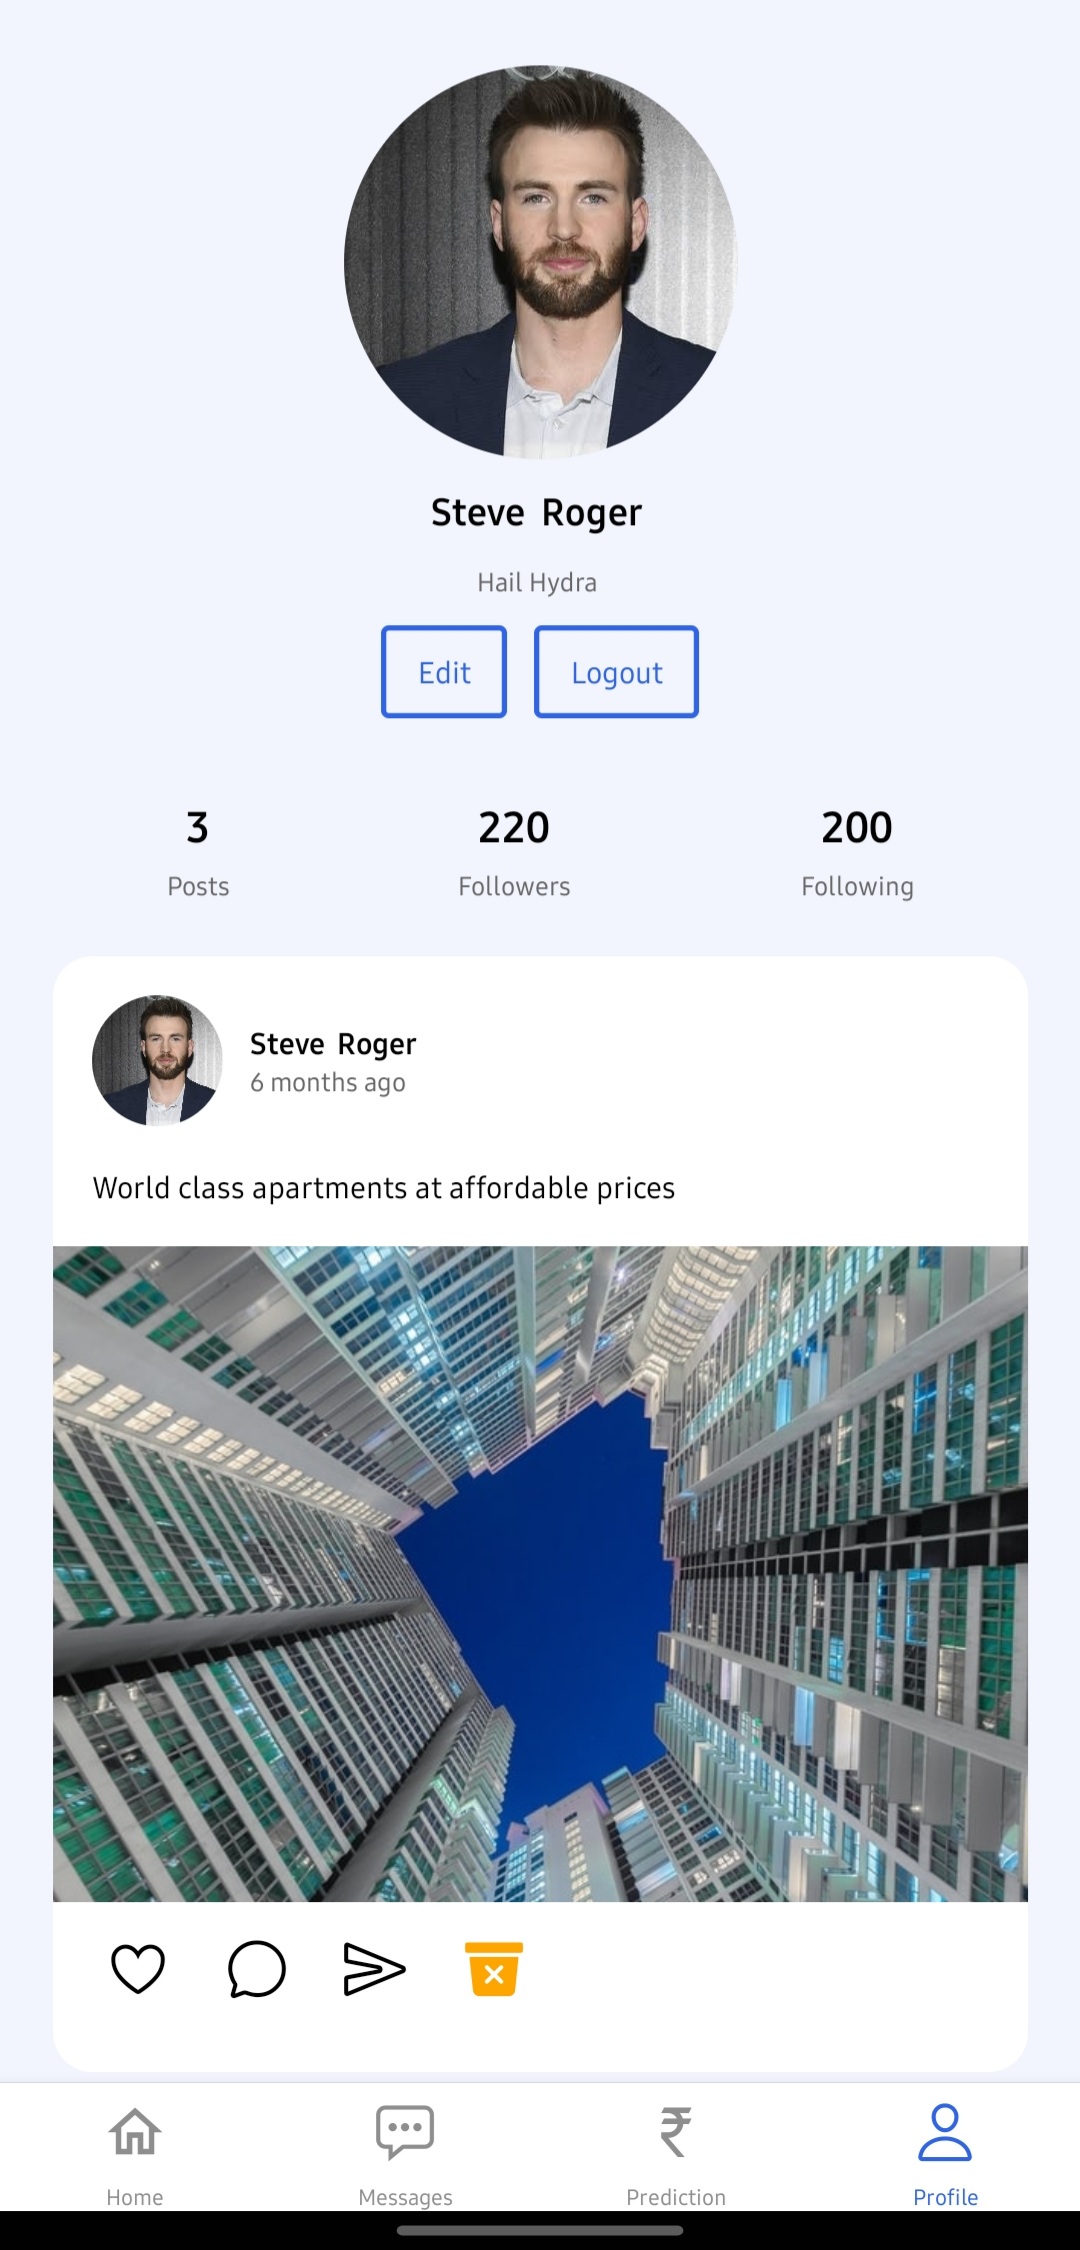 Steve Roger
Hail Hydra
Edit Logout
3 220 200
Posts Followers Following
Steve Roger
6 months ago
World class apartments at affordable prices
Home Messages Prediction Profile